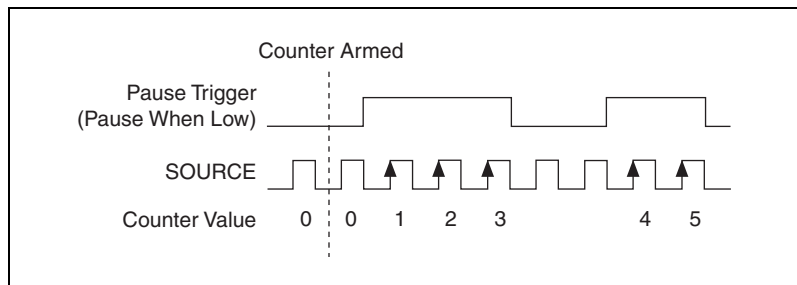 Counter Armed
Pause Trigger
(Pause When Low)
SOURCE
Counter Value 0 0 1 2 3 4 5